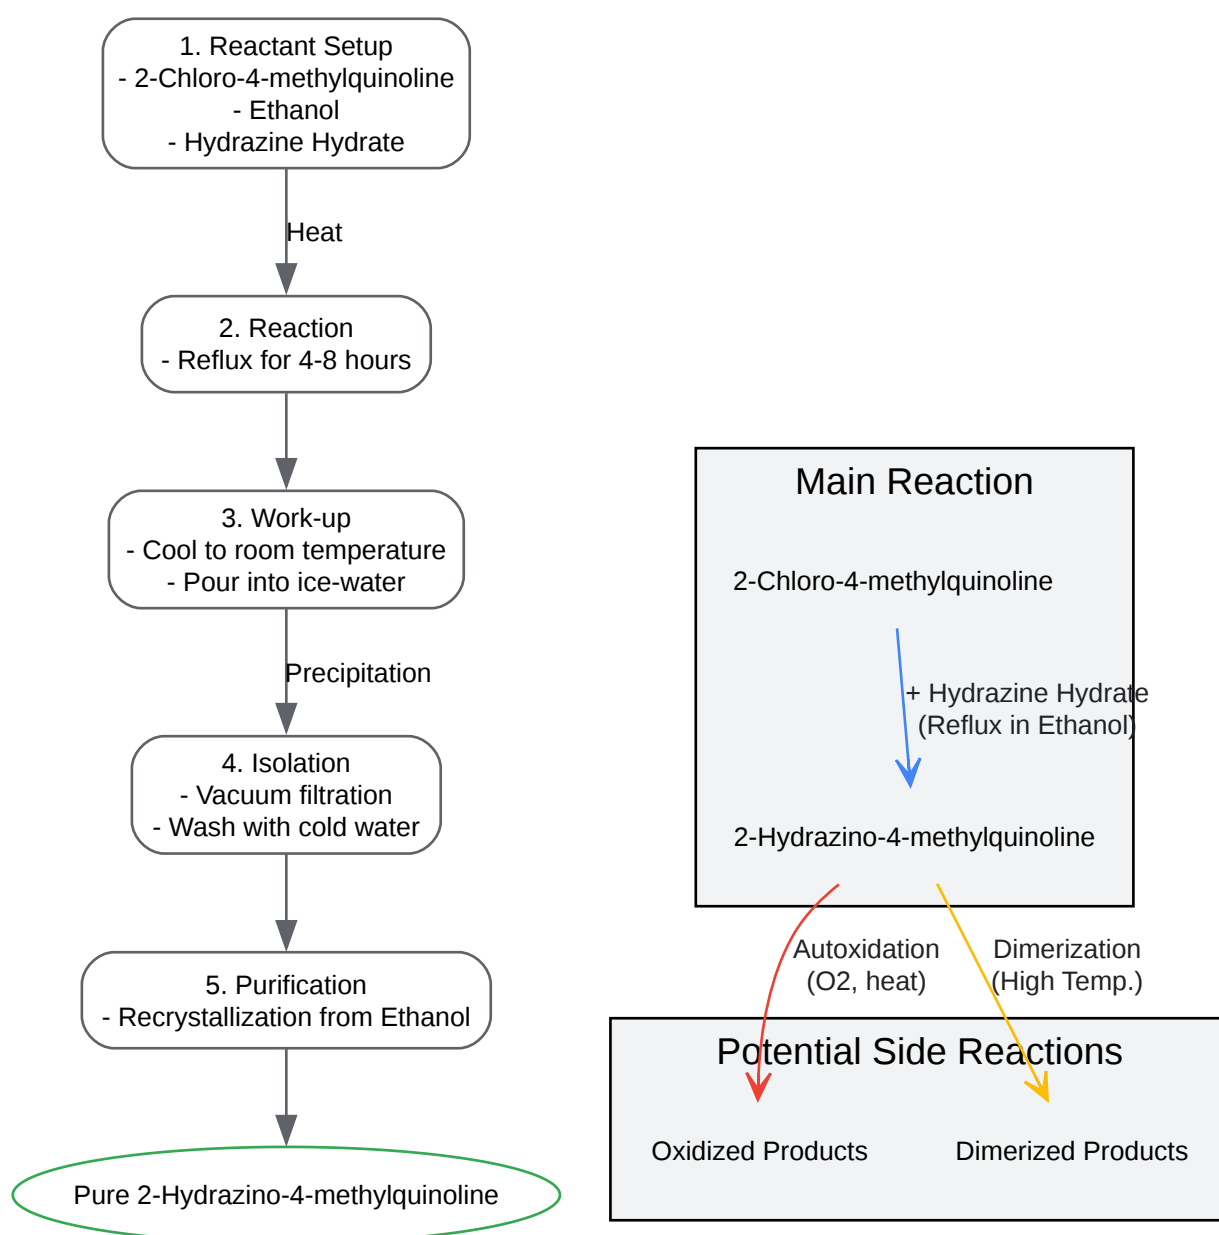 1. Reactant Setup
- 2-Chloro-4-methylquinoline
- Ethanol
- Hydrazine Hydrate
Heat
2. Reaction
- Reflux for 4-8 hours
3. Work-up
- Cool to room temperature
- Pour into ice-water
Precipitation
4. Isolation
- Vacuum filtration
- Wash with cold water
5. Purification
- Recrystallization from Ethanol
Pure 2-Hydrazino-4-methylquinoline
Main Reaction
2-Chloro-4-methylquinoline
+ Hydrazine Hydrate
(Reflux in Ethanol)
2-Hydrazino-4-methylquinoline
Autoxidation
(O2, heat)
Dimerization
(High Temp.)
Potential Side Reactions
Oxidized Products
Dimerized Products